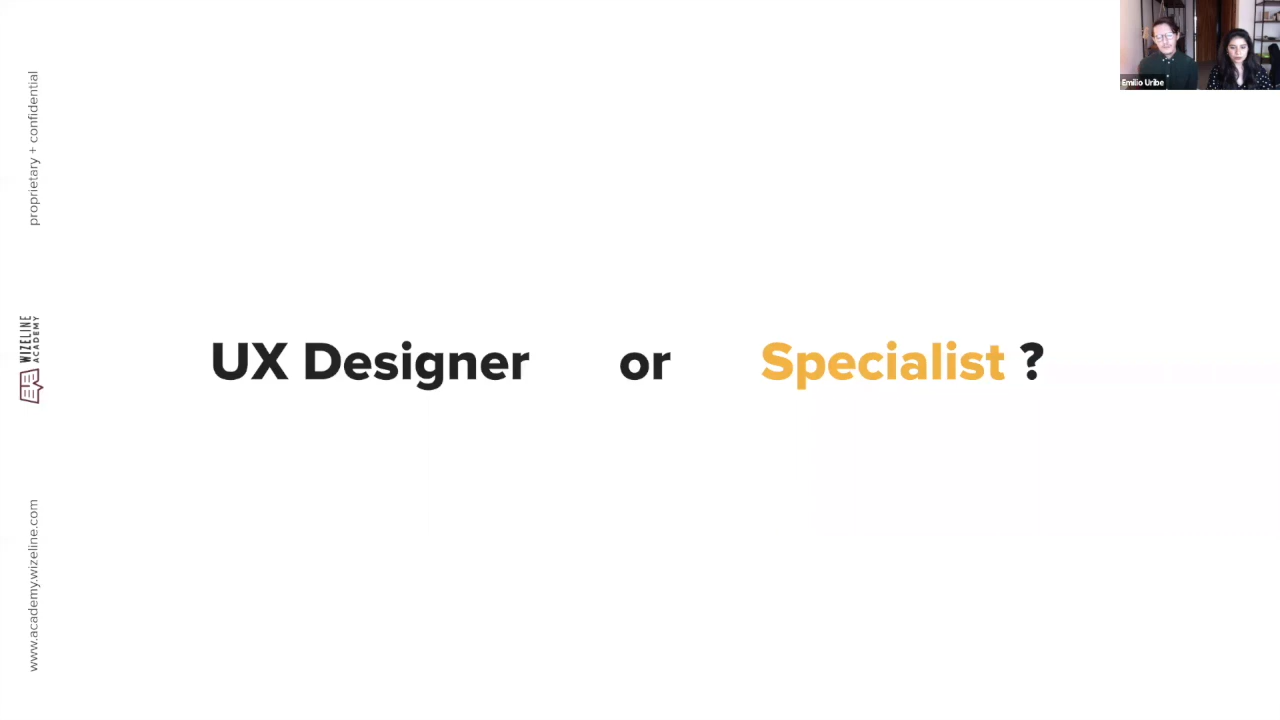 proprietary + confidential
WIZELINE
ACADEMY
www.academy.wizeline.com
UX Designer or Specialist ?
Emilio Uribe